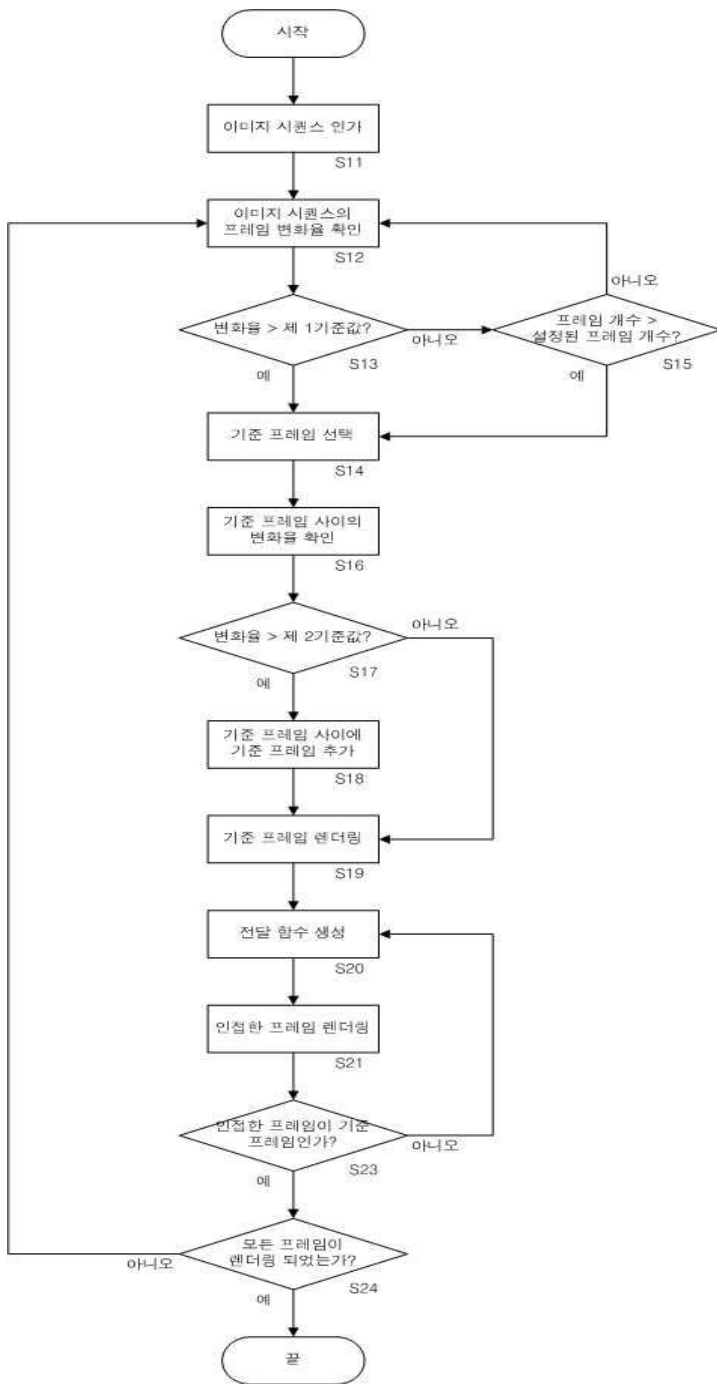 시작
이미지 시퀀스 인가
S11
이미지 시퀀스의
프레임 변화율 확인
S12
변화율 > 제 1기준값?
아니오
S13
예
프레임 개수 >
설정된 프레임 개수?
아니오
S15
예
기준 프레임 선택
S14
기준 프레임 사이의
변화율 확인
S16
변화율 > 제 2기준값?
아니오
S17
예
기준 프레임 사이에
기준 프레임 추가
S18
기준 프레임 렌더링
S19
전달 함수 생성
S20
인접한 프레임 렌더링
S21
인접한 프레임이 기준
프레임인가?
아니오
S23
예
모든 프레임이
렌더링 되었는가?
아니오
S24
예
끝